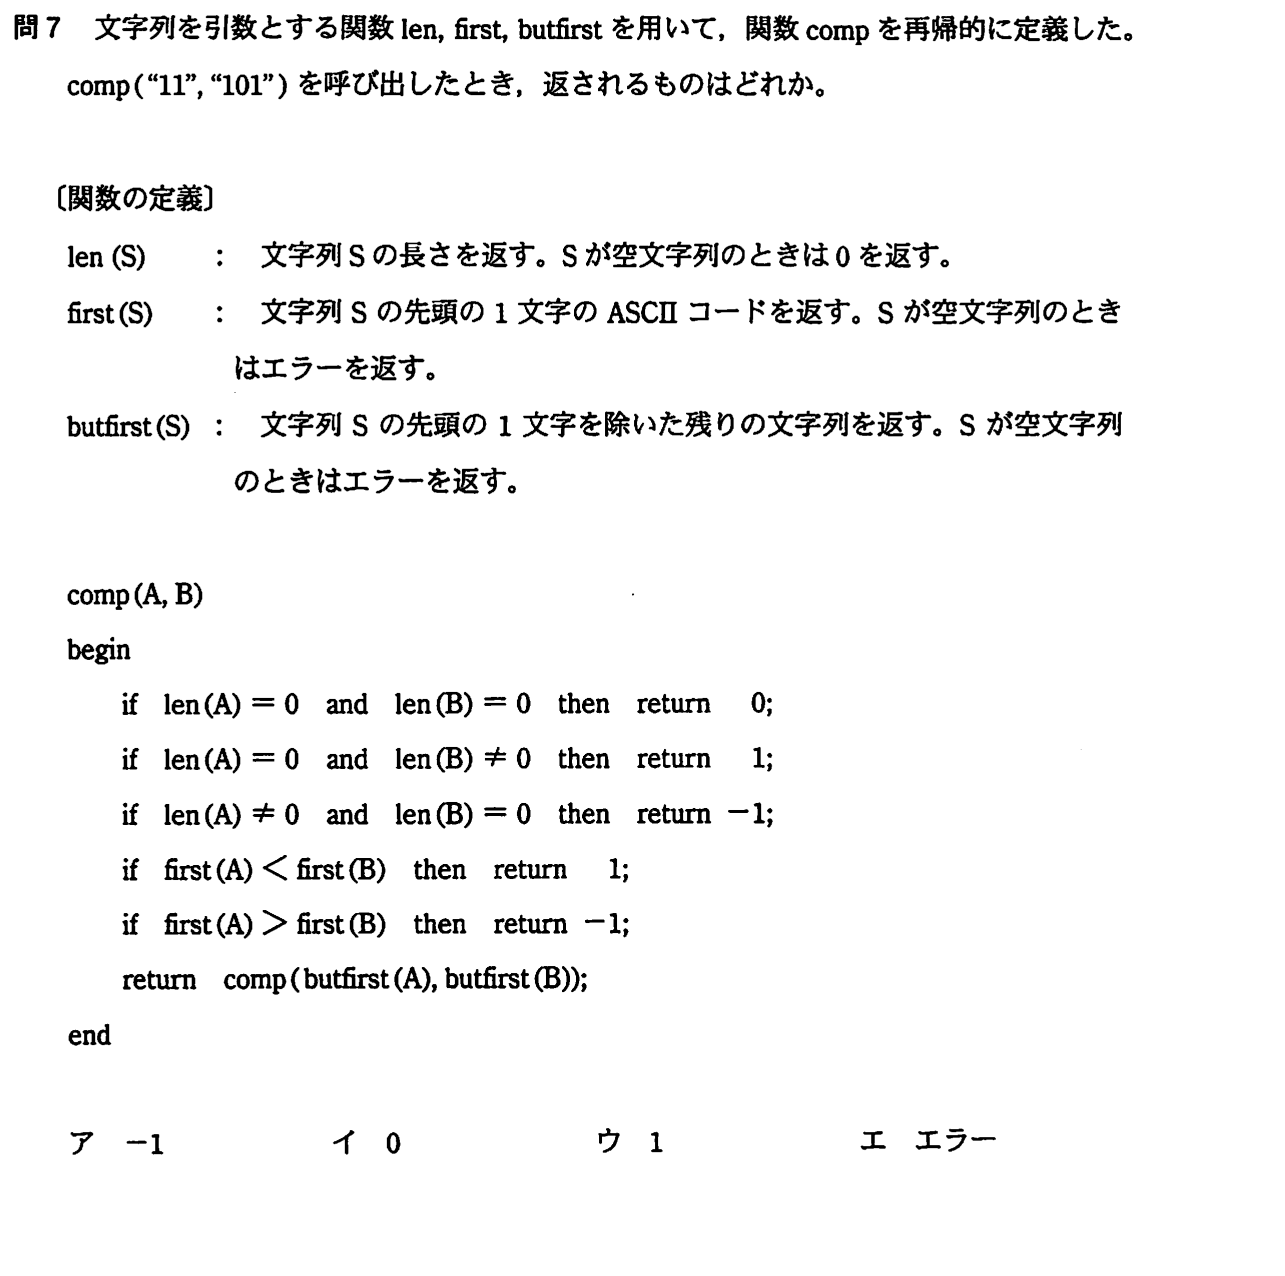 問7 文字列を引数とする関数 len, first, butfirst を用いて，関数 comp を再帰的に定義した。
comp(“11”, “101”) を呼び出したとき，返されるものはどれか。
〔関数の定義〕
len (S) : 文字列 S の長さを返す。S が空文字列のときは 0 を返す。
first(S) : 文字列 S の先頭の 1 文字の ASCII コードを返す。S が空文字列のとき
はエラーを返す。
butfirst(S) : 文字列 S の先頭の 1 文字を除いた残りの文字列を返す。S が空文字列
のときはエラーを返す。
comp(A, B)
begin
if len(A) = 0 and len(B) = 0 then return 0;
if len(A) = 0 and len(B) ≠ 0 then return 1;
if len(A) ≠ 0 and len(B) = 0 then return −1;
if first(A) < first(B) then return 1;
if first(A) > first(B) then return −1;
return comp(butfirst(A), butfirst(B));
end
ア −1 イ 0 ウ 1 エ エラー